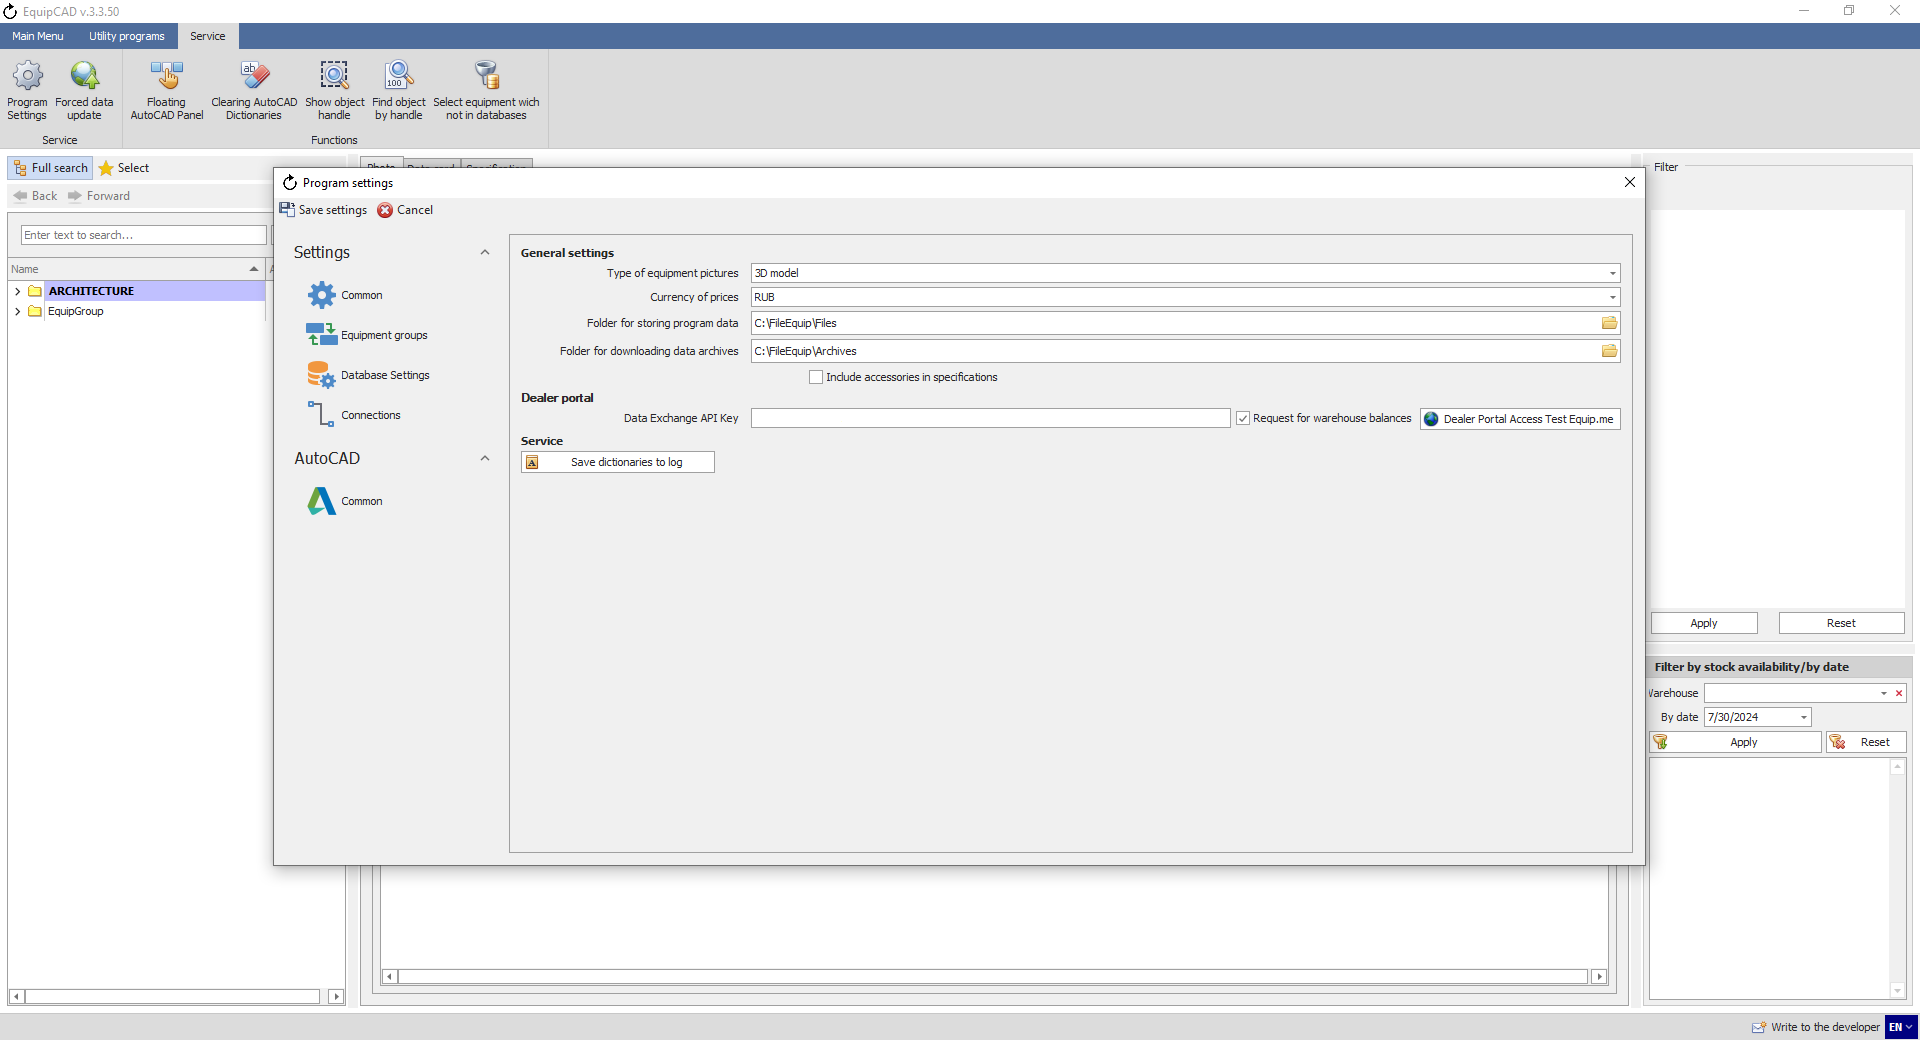 EquipCAD v.3.3.50
Main Menu
Utility programs
Service
Program
Settings
Forced data
update
Service
Floating
AutoCAD Panel
ab
Clearing AutoCAD
Dictionaries
Show object
handle
100
Find object
by handle
Select equipment wich
not in databases
Functions
Full search
Select
Back
Forward
Enter text to search...
Name
ARCHITECTURE
EquipGroup
Program settings
Save settings
Cancel
Settings
Common
Equipment groups
Database Settings
Connections
AutoCAD
Common
General settings
Type of equipment pictures
3D model
Currency of prices
RUB
Folder for storing program data
C:\FileEquip\Files
Folder for downloading data archives
C:\FileEquip\Archives
Include accessories in specifications
Dealer portal
Data Exchange API Key
Request for warehouse balances
Dealer Portal Access Test Equip.me
Service
A
Save dictionaries to log
Filter
Apply
Reset
Filter by stock availability/by date
By date
7/30/2024
Apply
Reset
Write to the developer
EN